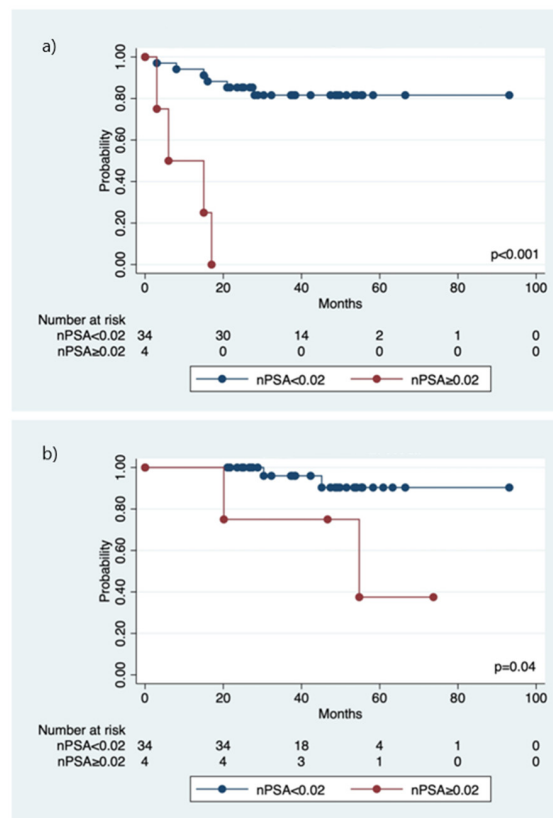 a)
1.00
0.80
0.60
0.40
0.20
0.00
Probability
p<0.001
0 20 40 60 80 100
Months
Number at risk
nPSA<0.02 34 30 14 2 1 0
nPSA≥0.02 4 0 0 0 0 0
nPSA<0.02 nPSA≥0.02
b)
1.00
0.80
0.60
0.40
0.20
0.00
Probability
p=0.04
0 20 40 60 80 100
Months
Number at risk
nPSA<0.02 34 34 18 4 1 0
nPSA≥0.02 4 4 3 1 0 0
nPSA<0.02 nPSA≥0.02